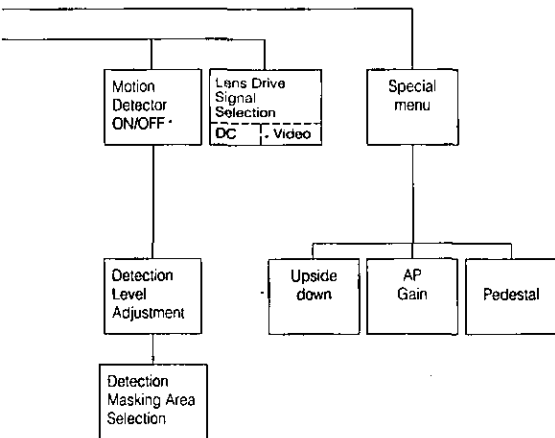 Motion
Detector
ON/OFF
Lens Drive
Signal
Selection
DC
Video
Special
menu
Detection
Level
Adjustment
Upside
down
AP
Gain
Pedestal
Detection
Masking Area
Selection